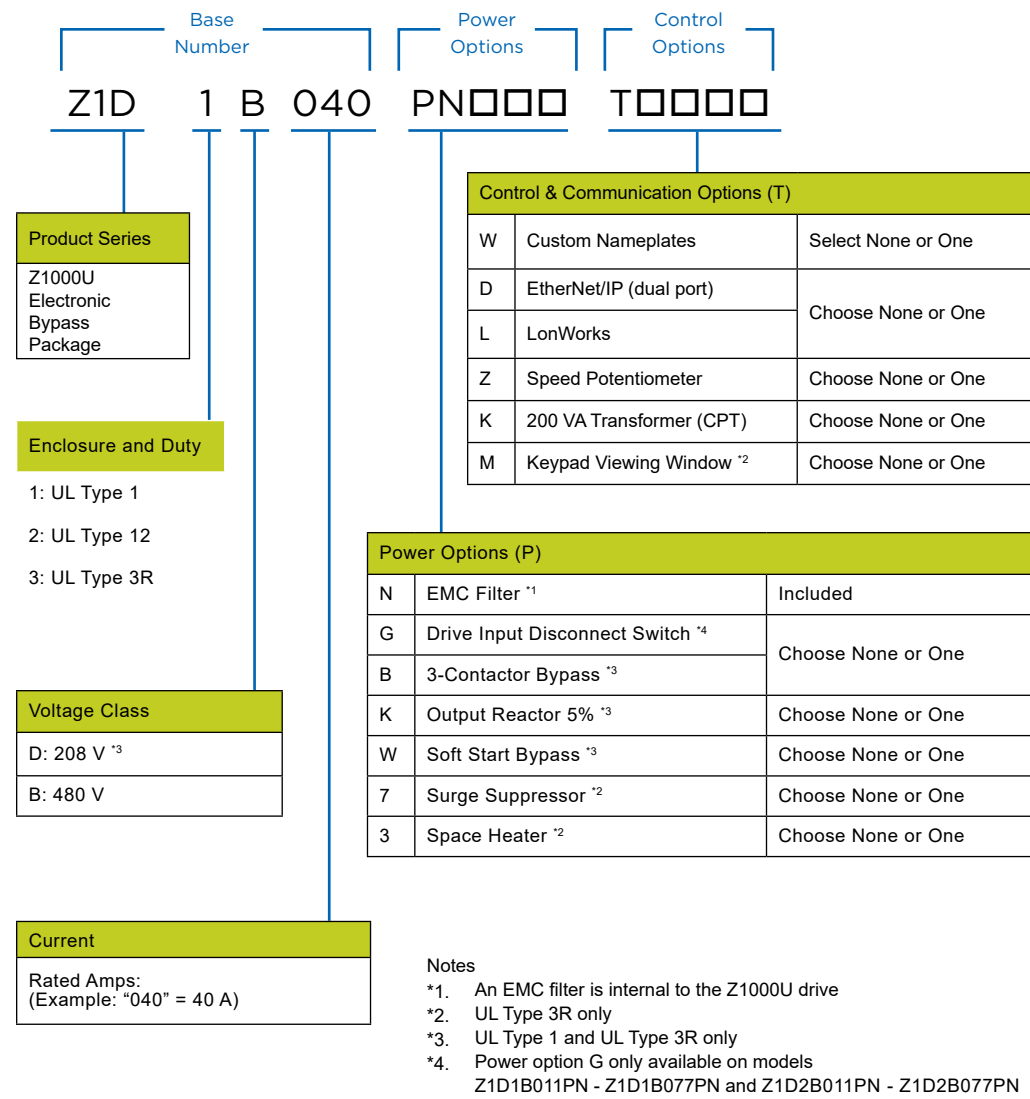 Base
Number
Power
Options
Control
Options
Z1D 1 B 040 PN□□□ T□□□□
Control & Communication Options (T)
W Custom Nameplates Select None or One
D EtherNet/IP (dual port)
Choose None or One
L LonWorks
Z Speed Potentiometer Choose None or One
K 200 VA Transformer (CPT) Choose None or One
M Keypad Viewing Window *2 Choose None or One
Product Series
Z1000U
Electronic
Bypass
Package
Enclosure and Duty
1: UL Type 1
2: UL Type 12
3: UL Type 3R
Power Options (P)
N EMC Filter *1 Included
G Drive Input Disconnect Switch *4
Choose None or One
B 3-Contactor Bypass *3
K Output Reactor 5% *3 Choose None or One
W Soft Start Bypass *3 Choose None or One
7 Surge Suppressor *2 Choose None or One
3 Space Heater *2 Choose None or One
Voltage Class
D: 208 V *3
B: 480 V
Current
Rated Amps:
(Example: “040” = 40 A)
Notes
*1. An EMC filter is internal to the Z1000U drive
*2. UL Type 3R only
*3. UL Type 1 and UL Type 3R only
*4. Power option G only available on models
Z1D1B011PN - Z1D1B077PN and Z1D2B011PN - Z1D2B077PN